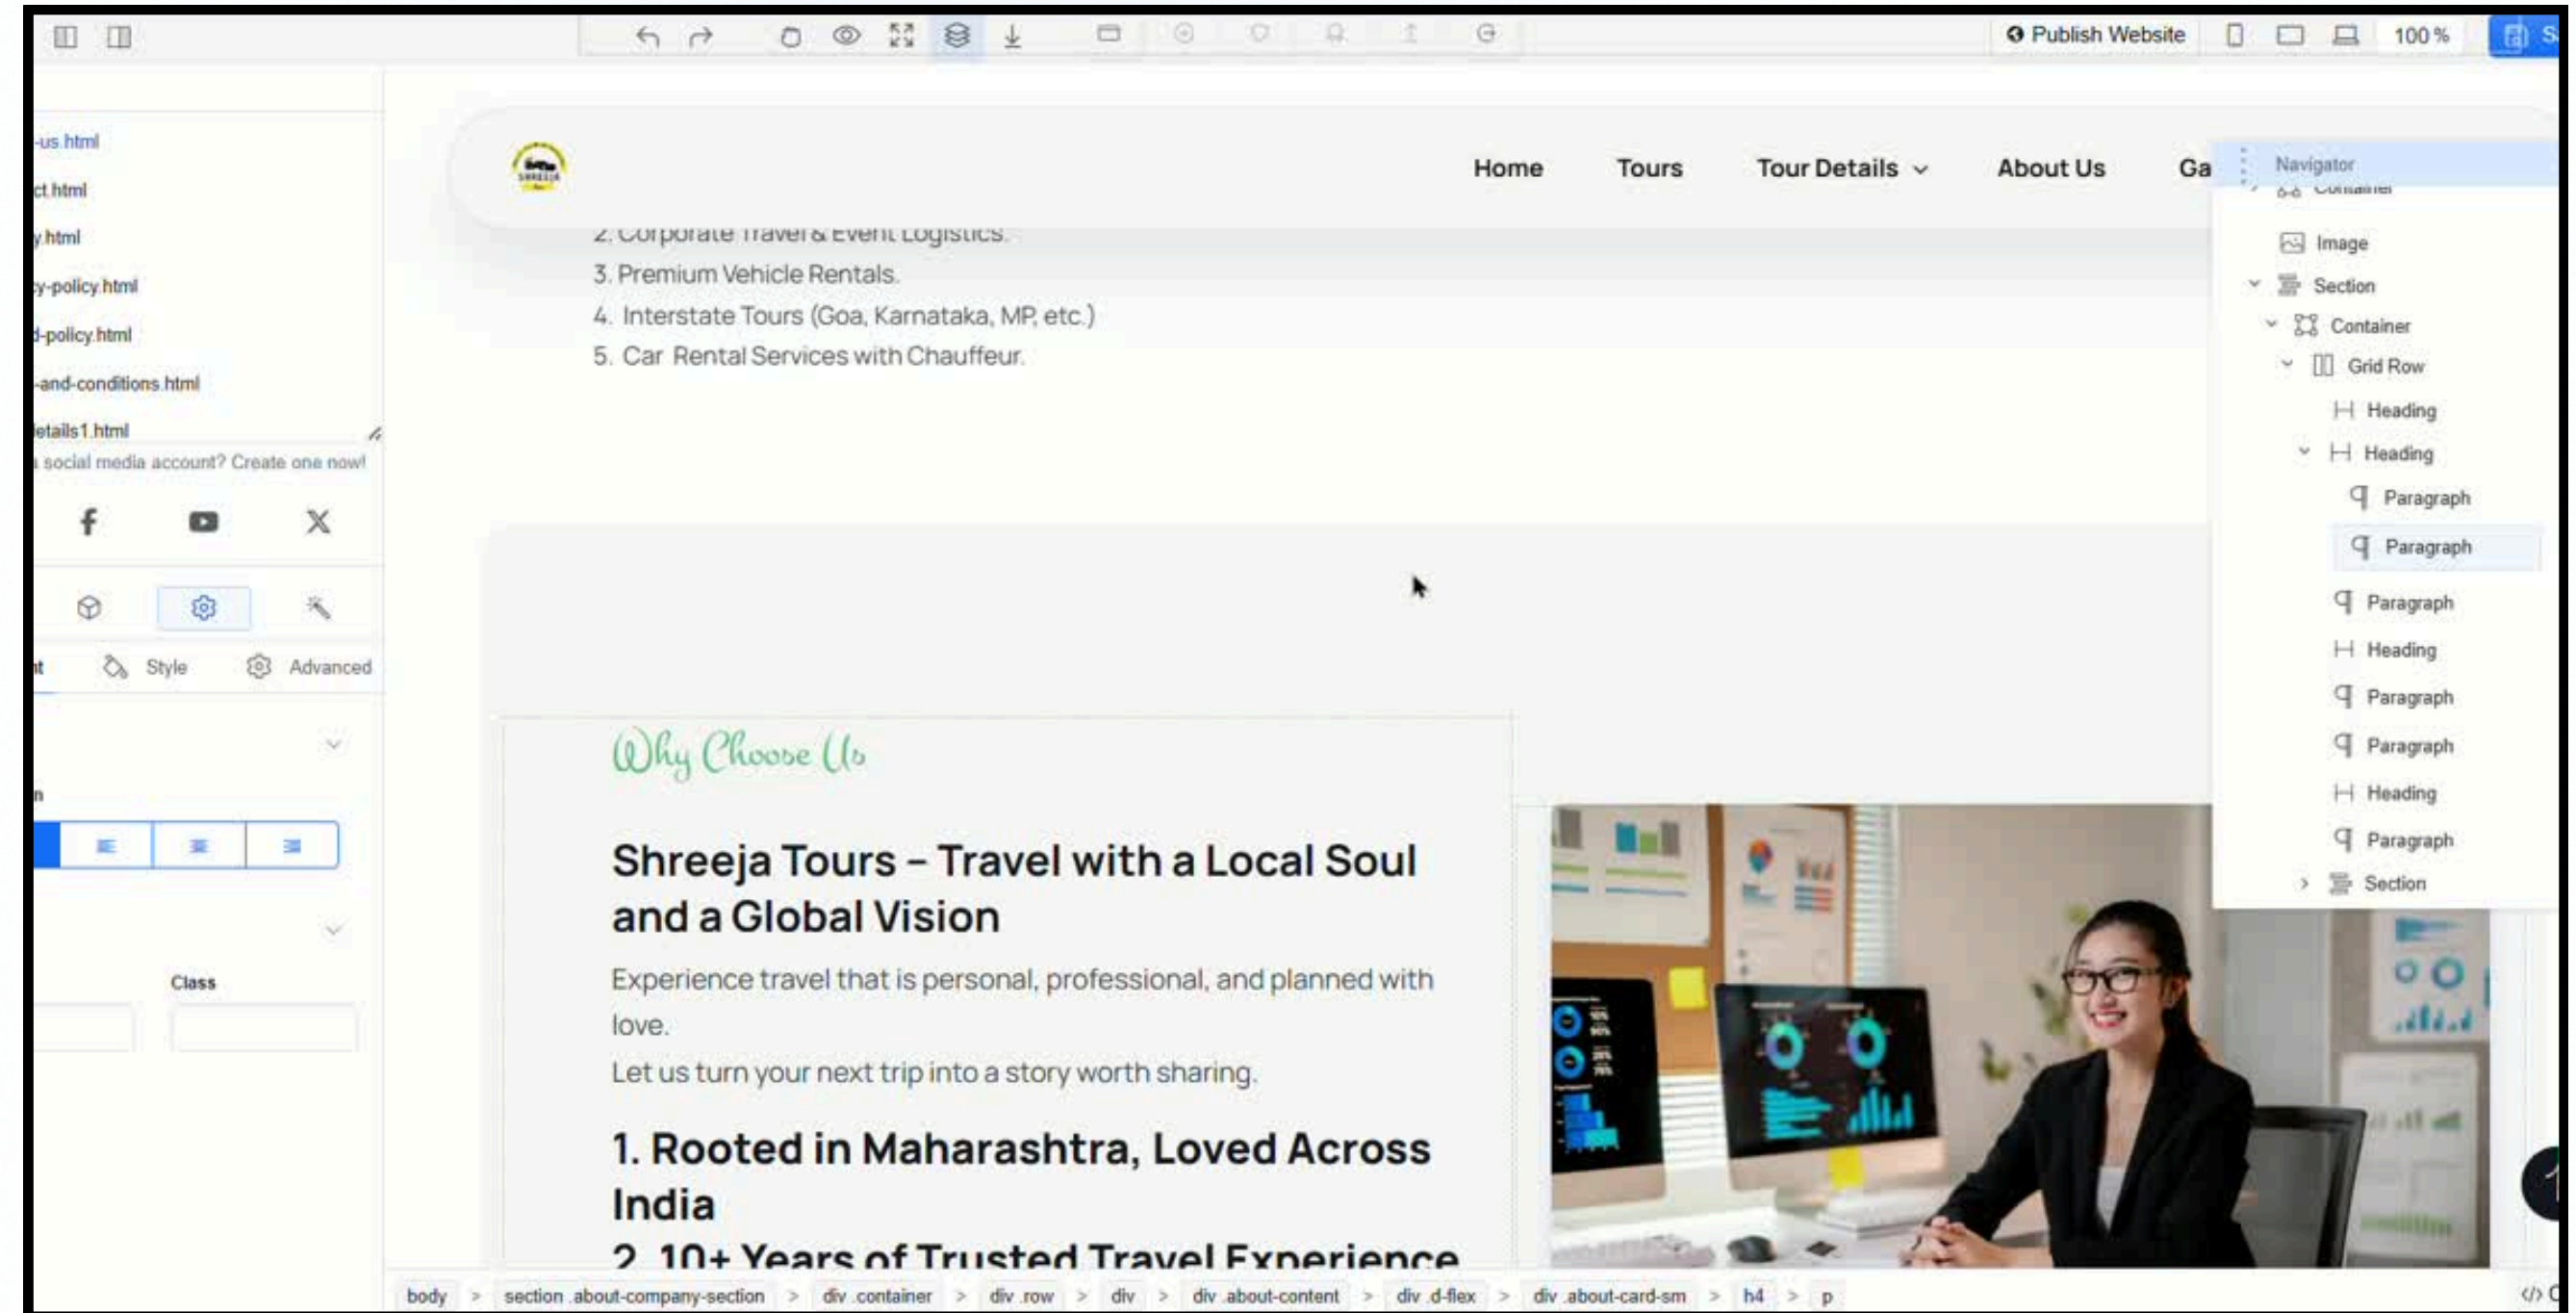 Publish Website
100 %
-us.html
ct.html
y.html
y-policy.html
d-policy.html
-and-conditions.html
etails1.html
social media account? Create one now!
Style
Advanced
Class
SHREEJA
Home
Tours
Tour Details
About Us
Ga
2. Corporate Travel & Event Logistics.
3. Premium Vehicle Rentals.
4. Interstate Tours (Goa, Karnataka, MP, etc.)
5. Car Rental Services with Chauffeur.
Why Choose Us
Shreeja Tours – Travel with a Local Soul
and a Global Vision
Experience travel that is personal, professional, and planned with
love.
Let us turn your next trip into a story worth sharing.
1. Rooted in Maharashtra, Loved Across
India
2. 10+ Years of Trusted Travel Experience
Navigator
Container
Image
Section
Container
Grid Row
Heading
Heading
Paragraph
Paragraph
Paragraph
Heading
Paragraph
Paragraph
Heading
Paragraph
Section
body > section .about-company-section > div .container > div .row > div > div .about-content > div .d-flex > div .about-card-sm > h4 > p